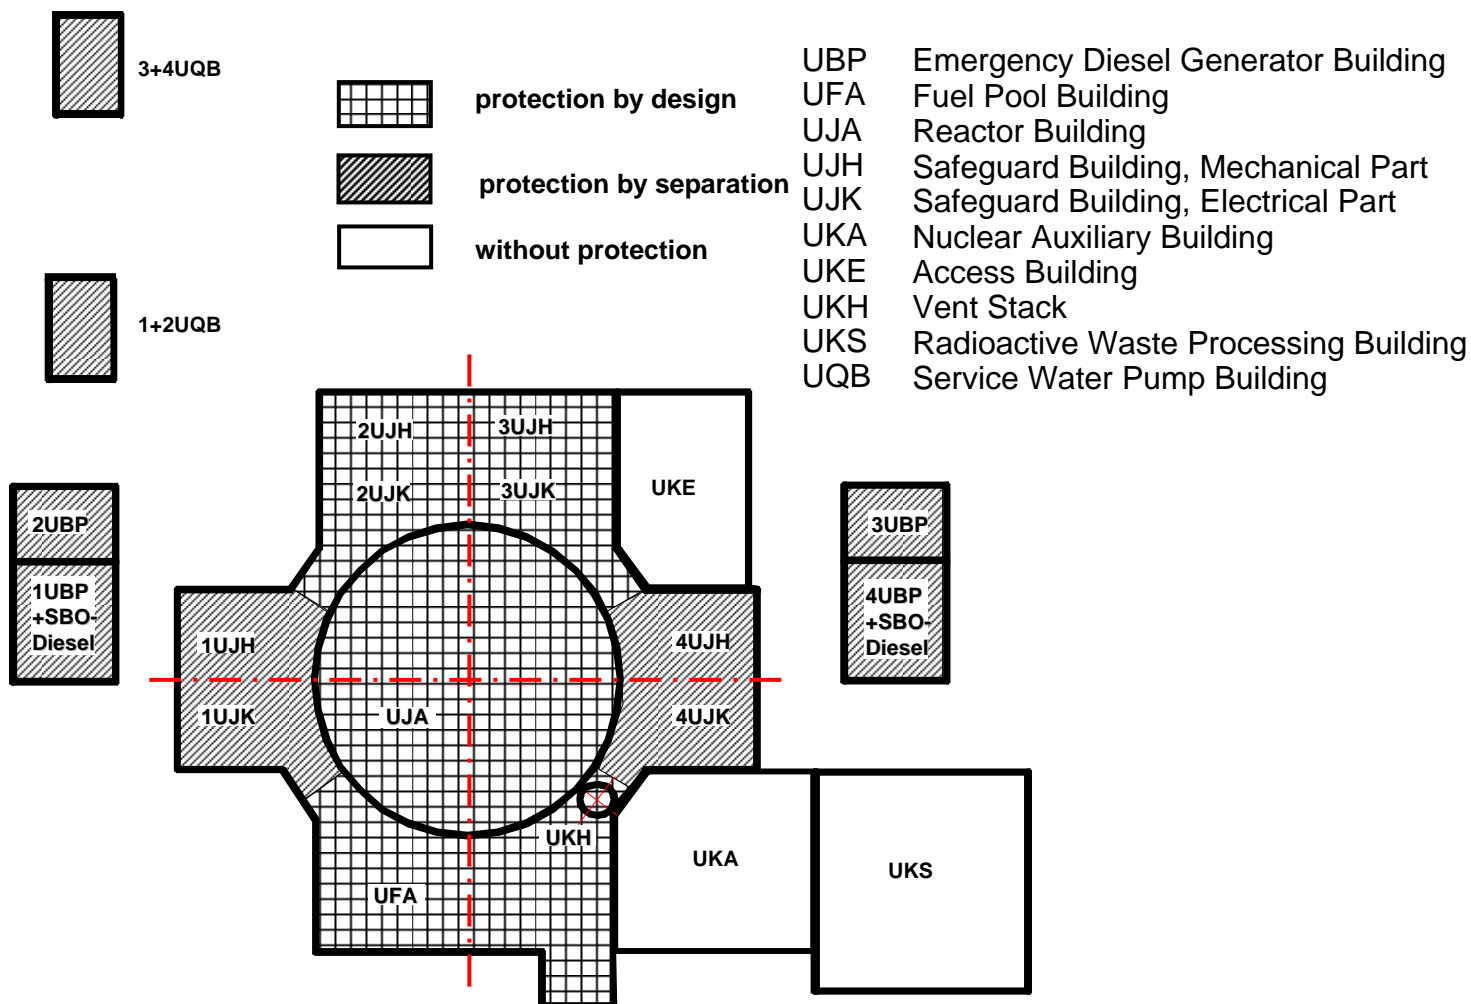 3+4UQB
protection by design
protection by separation
without protection
UBP Emergency Diesel Generator Building
UFA Fuel Pool Building
UJA Reactor Building
UJH Safeguard Building, Mechanical Part
UJK Safeguard Building, Electrical Part
UKA Nuclear Auxiliary Building
UKE Access Building
UKH Vent Stack
UKS Radioactive Waste Processing Building
UQB Service Water Pump Building
1+2UQB
2UJH
3UJH
2UJK
3UJK
UKE
2UBP
1UBP
+SBO-
Diesel
3UBP
4UBP
+SBO-
Diesel
1UJH
4UJH
1UJK
UJA
4UJK
UKH
UKA
UKS
UFA